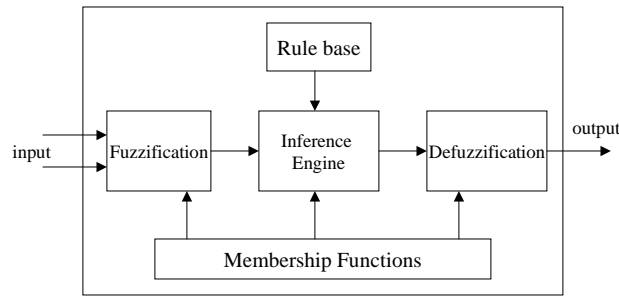 Rule base
input
Fuzzification
Inference
Engine
Defuzzification
output
Membership Functions